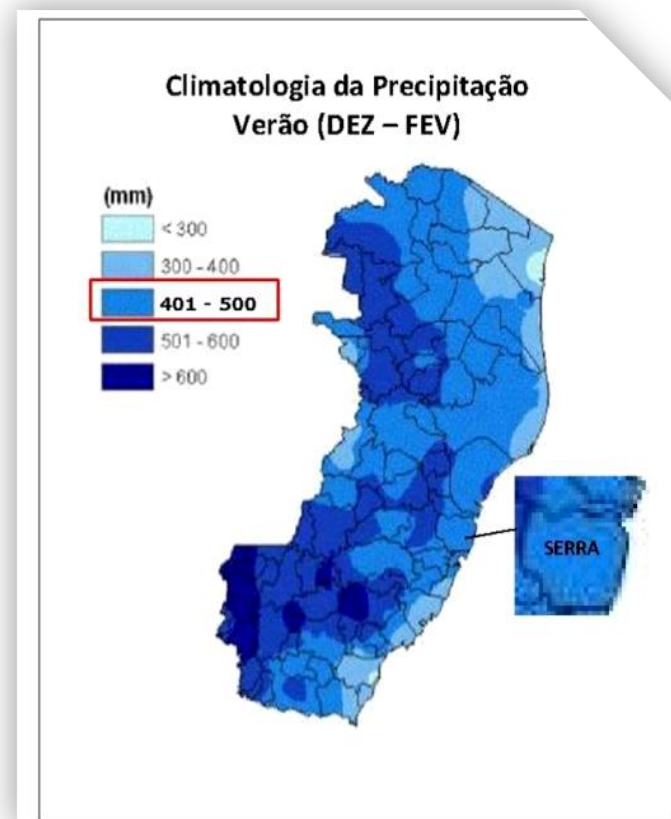 Climatologia da Precipitação
Verão (DEZ – FEV)
(mm)
< 300
300 - 400
401 - 500
501 - 600
> 600
SERRA